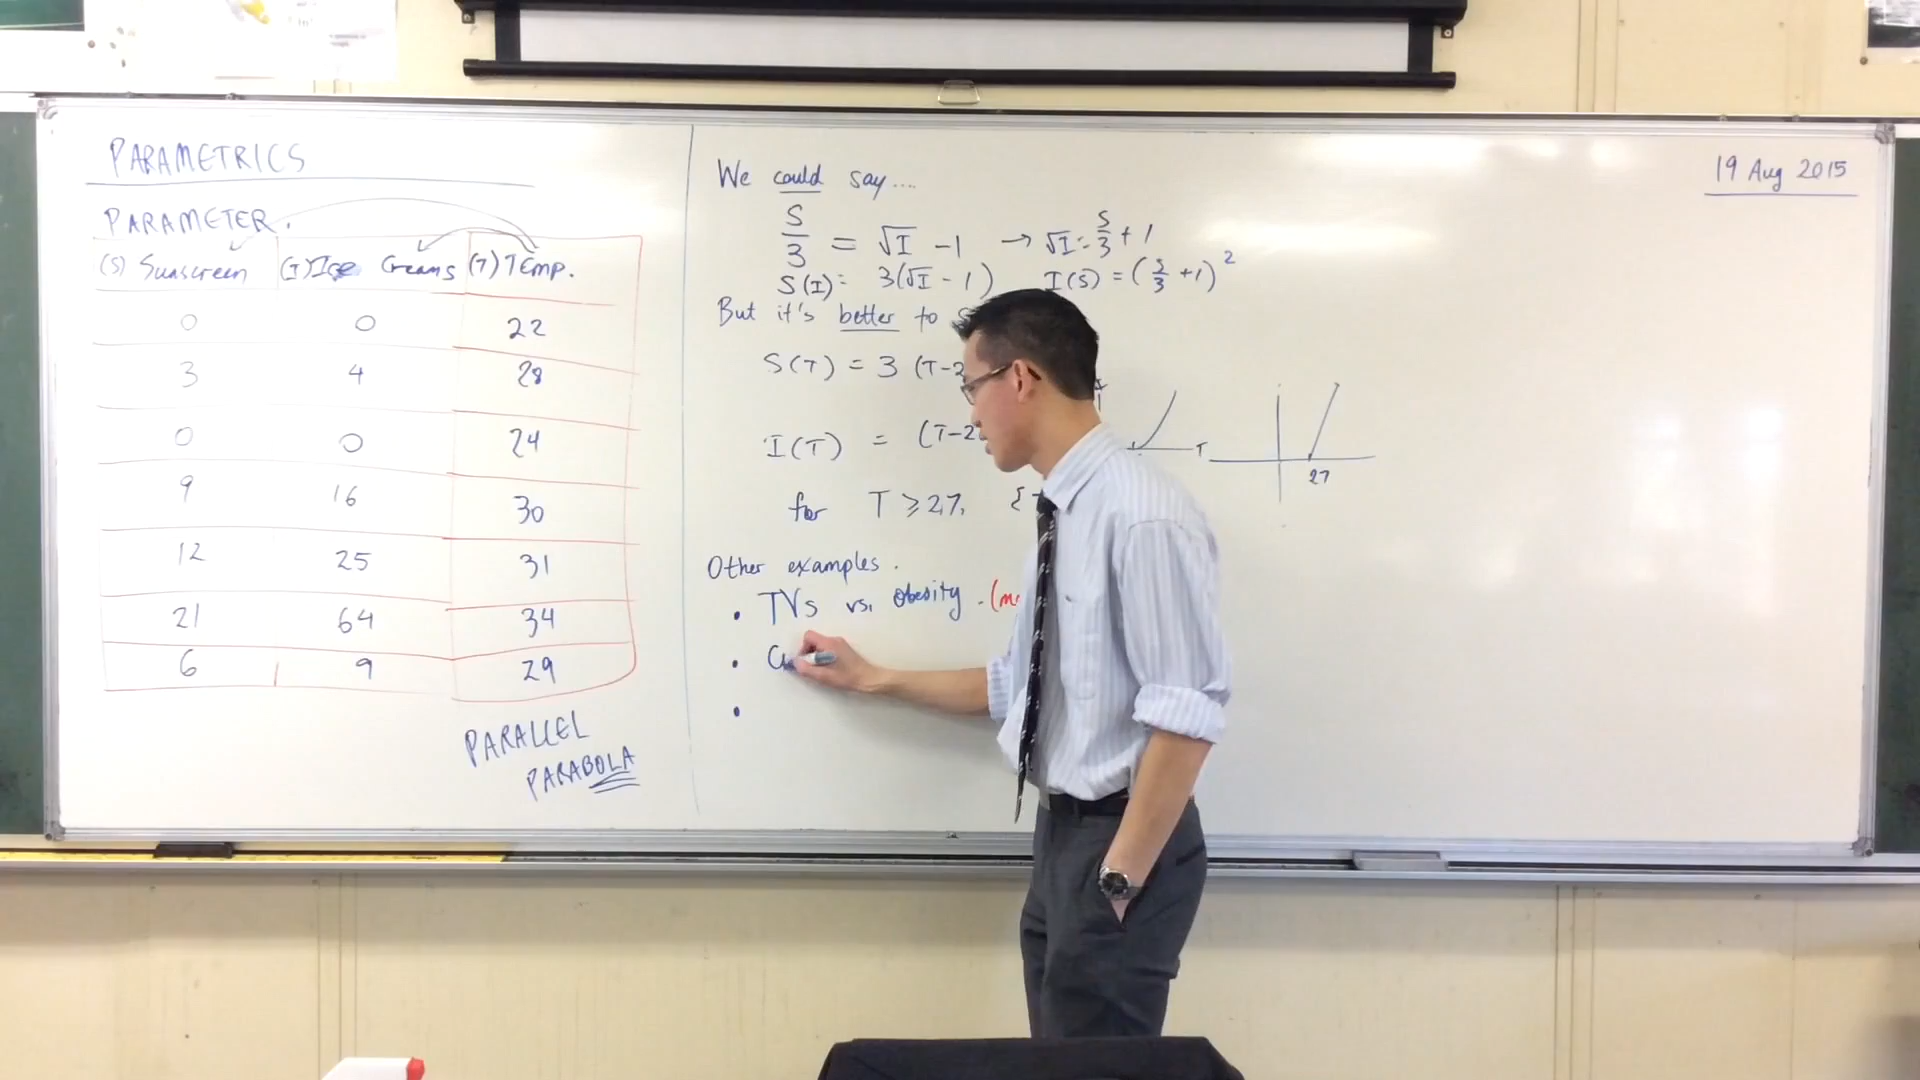 PARAMETRICS
PARAMETER.
(S) Sunscreen (I) Ice Creams (T) Temp.
0 0 22
3 4 28
0 0 24
9 16 30
12 25 31
21 64 34
6 9 29
PARALLEL
PARABOLA
We could say....
S/3 = √I - 1 → √I = S/3 + 1
S(I) = 3(√I - 1) I(S) = (S/3 + 1)²
But it's better to
S(T) = 3 (T-2
I(T) = (T-2
for T ≥ 27, {
T
27
Other examples.
• TVs vs. obesity. (m
•
•
19 Aug 2015